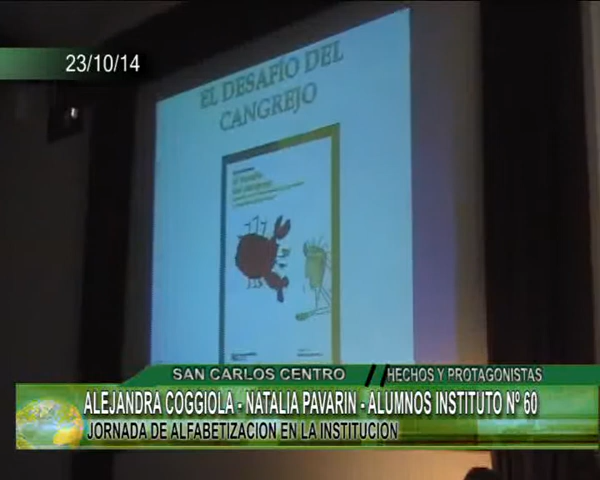 23/10/14
EL DESAFÍO DEL
CANGREJO
SAN CARLOS CENTRO // HECHOS Y PROTAGONISTAS
ALEJANDRA COGGIOLA - NATALIA PAVARIN - ALUMNOS INSTITUTO Nº 60
JORNADA DE ALFABETIZACION EN LA INSTITUCION